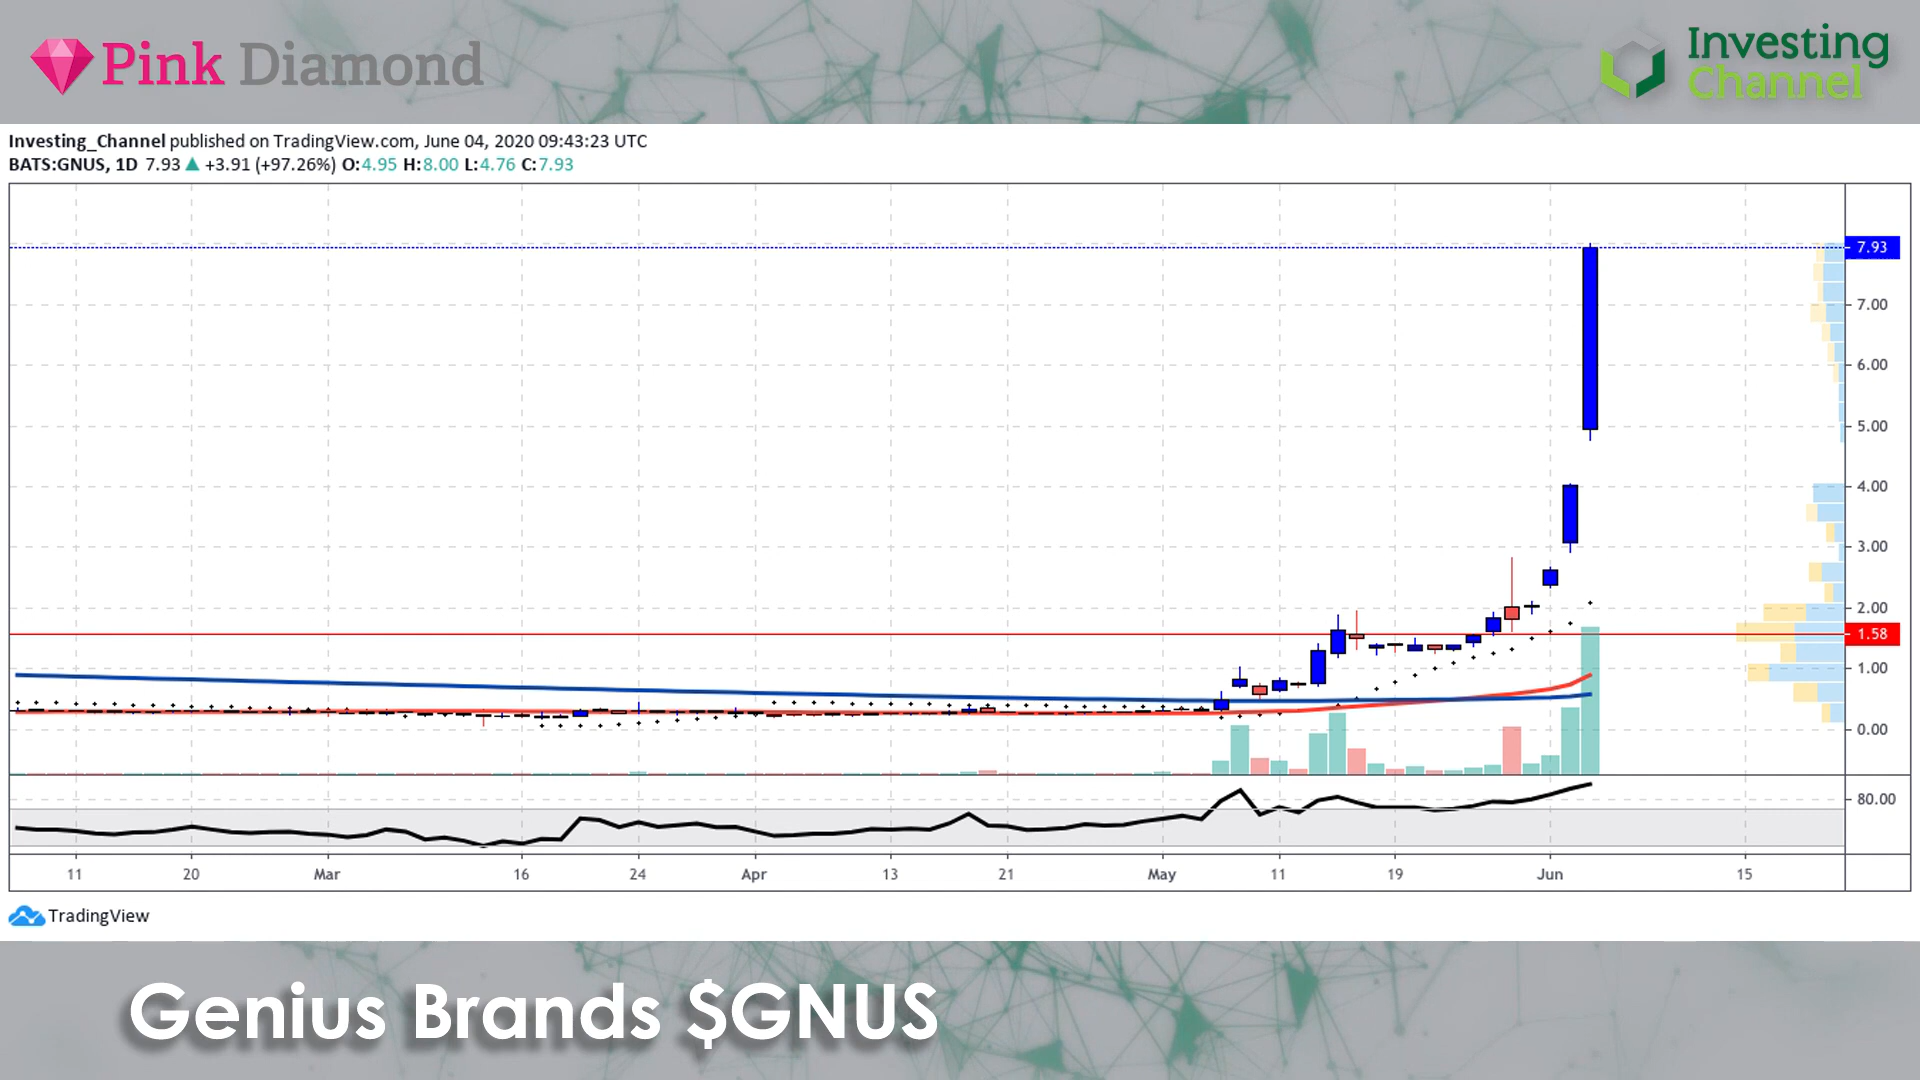 Pink Diamond
Investing
Channel
Investing_Channel published on TradingView.com, June 04, 2020 09:43:23 UTC
BATS:GNUS, 1D 7.93 ▲ +3.91 (+97.26%) O:4.95 H:8.00 L:4.76 C:7.93
7.93
7.00
6.00
5.00
4.00
3.00
2.00
1.58
1.00
0.00
80.00
11 20 Mar 16 24 Apr 13 21 May 11 19 Jun 15
TradingView
Genius Brands $GNUS